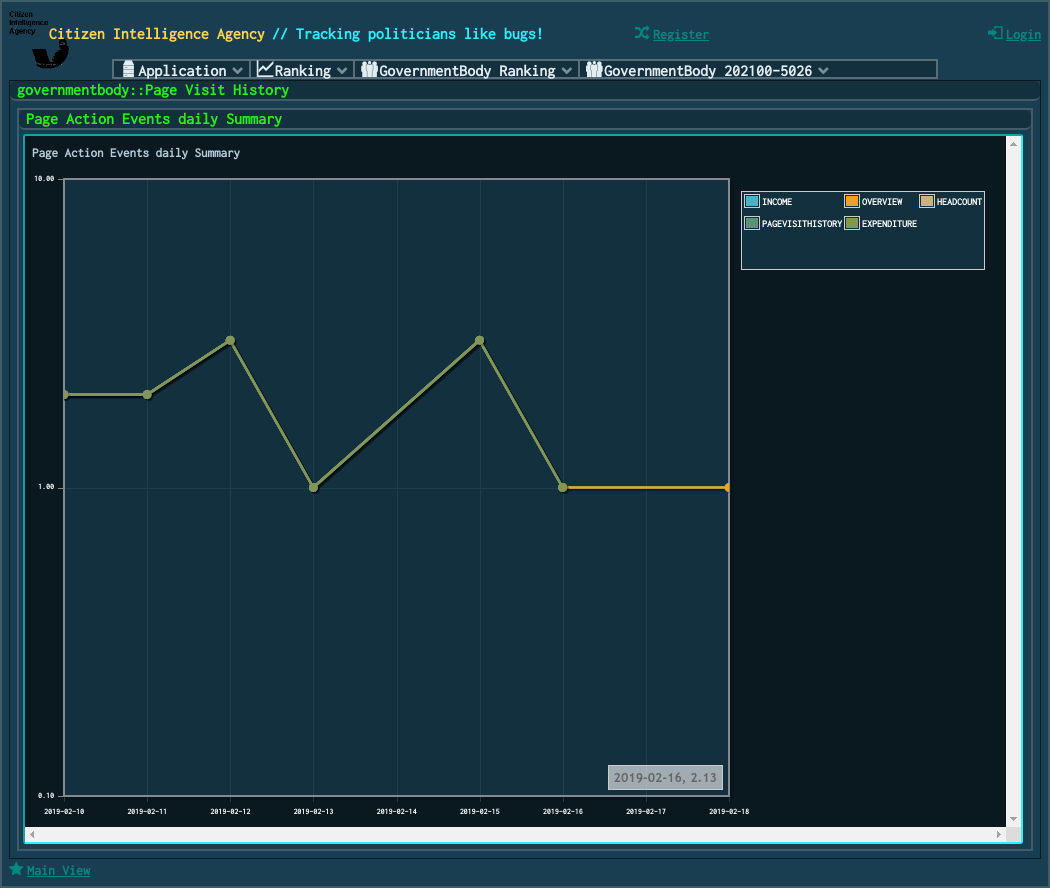 Citizen
Intelligence
Agency
Citizen Intelligence Agency // Tracking politicians like bugs!
Register
Login
Application
Ranking
GovernmentBody Ranking
GovernmentBody 202100-5026
governmentbody::Page Visit History
Page Action Events daily Summary
Page Action Events daily Summary
10.00
INCOME OVERVIEW HEADCOUNT
PAGEVISITHISTORY EXPENDITURE
1.00
2019-02-16, 2.13
0.10
2019-02-10 2019-02-11 2019-02-12 2019-02-13 2019-02-14 2019-02-15 2019-02-16 2019-02-17 2019-02-18
Main View